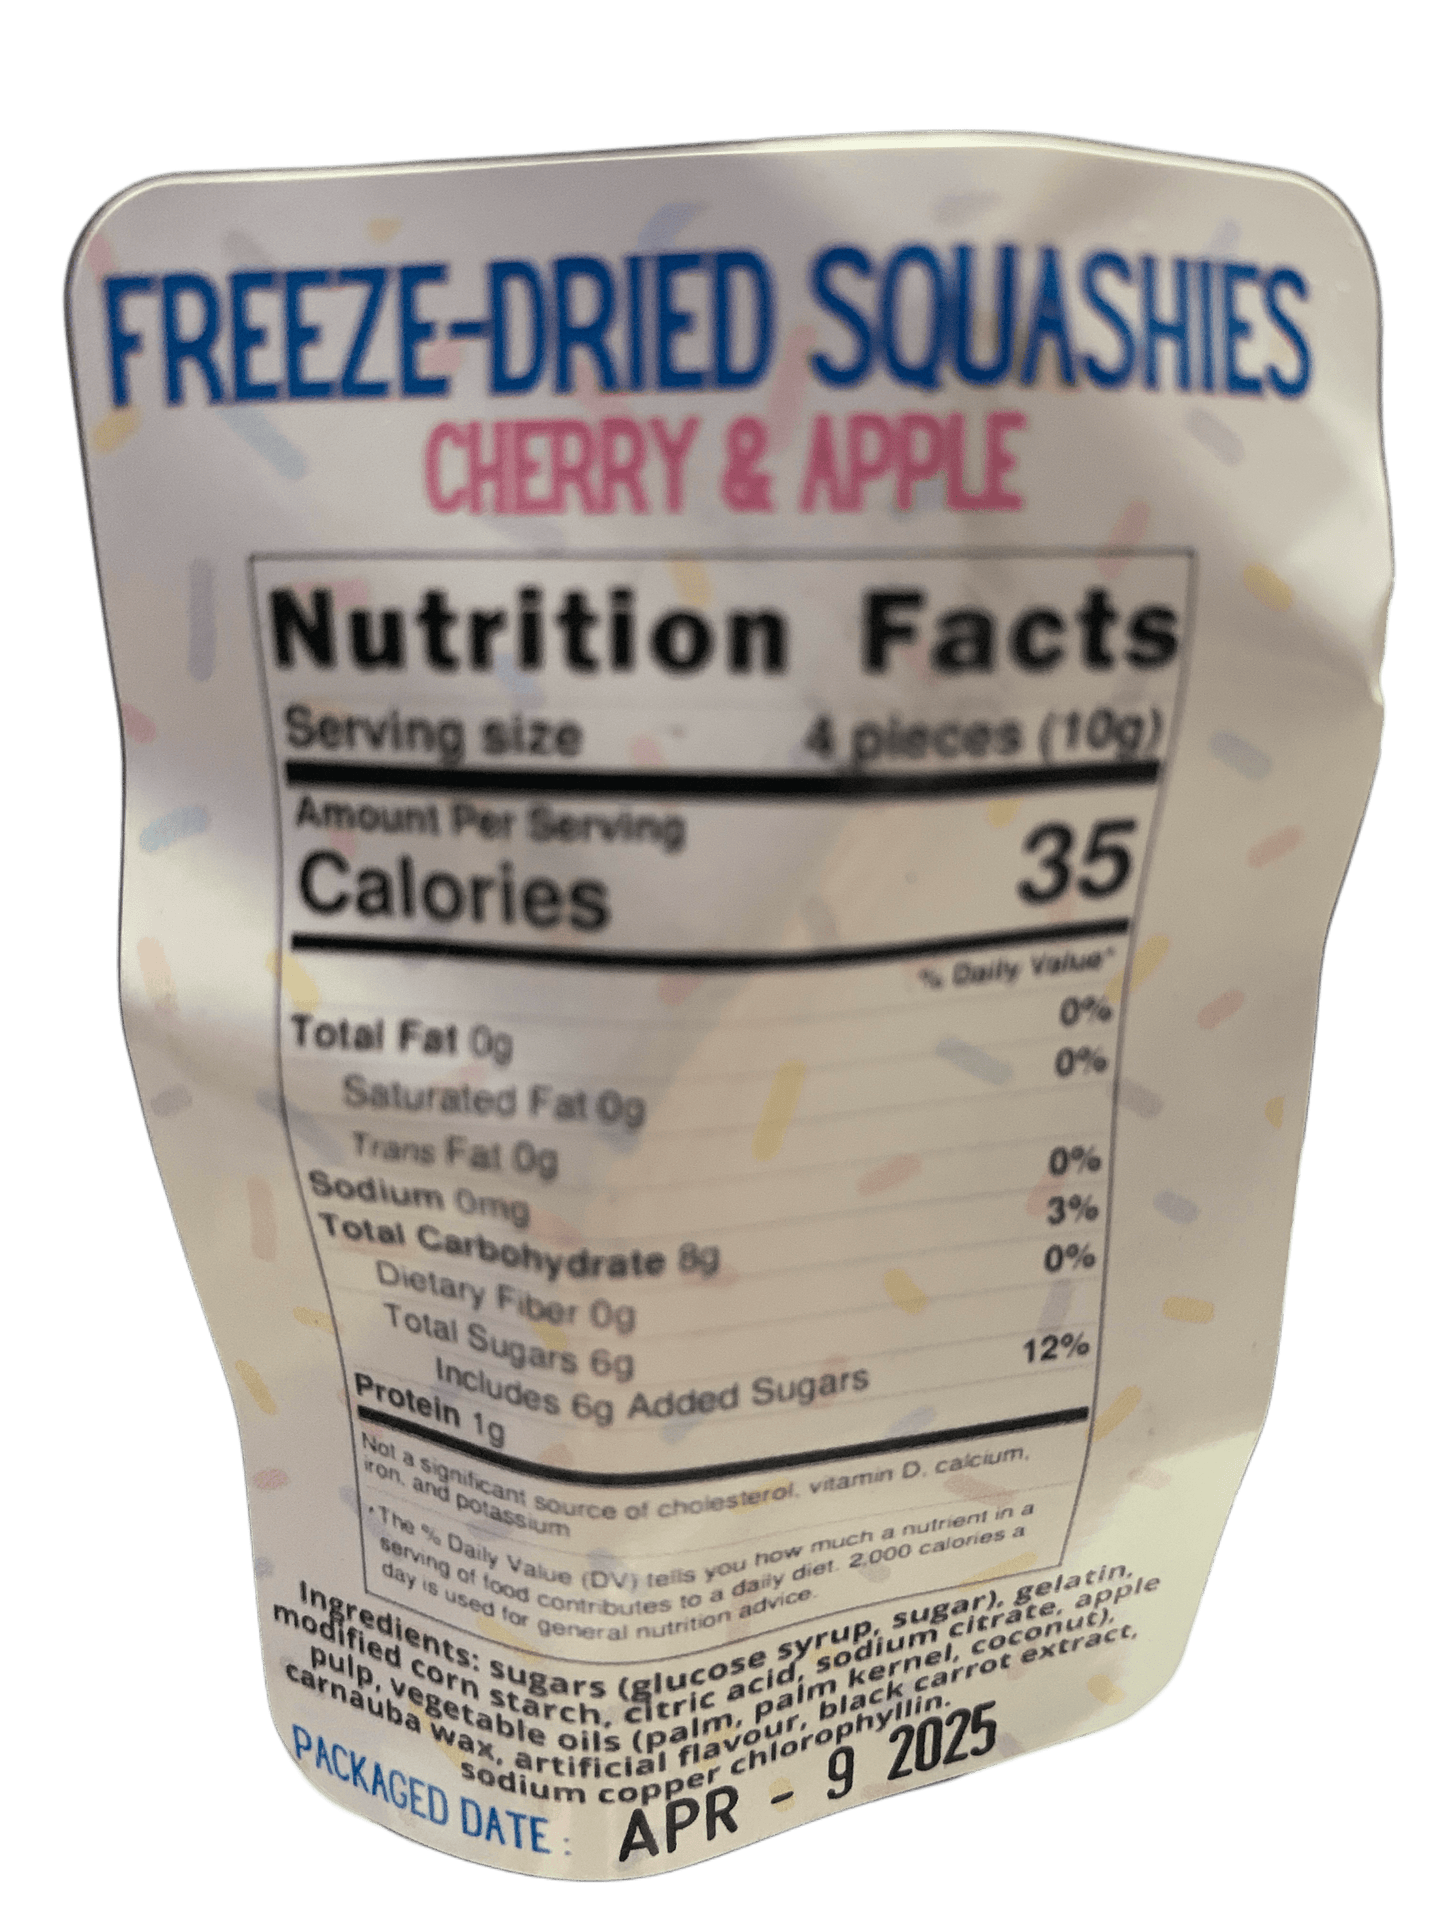 FREEZE-DRIED SQUASHIES
CHERRY & APPLE
Nutrition Facts
Serving size 4 pieces (10g)
Amount Per Serving
Calories 35
% Daily Value*
Total Fat 0g 0%
Saturated Fat 0g 0%
Trans Fat 0g
Sodium 0mg 0%
Total Carbohydrate 8g 3%
Dietary Fiber 0g 0%
Total Sugars 6g
Includes 6g Added Sugars 12%
Protein 1g
Not a significant source of cholesterol, vitamin D, calcium,
iron, and potassium
*The % Daily Value (DV) tells you how much a nutrient in a
serving of food contributes to a daily diet. 2,000 calories a
day is used for general nutrition advice.
Ingredients: sugars (glucose syrup, sugar), gelatin,
modified corn starch, citric acid, sodium citrate, apple
pulp, vegetable oils (palm, palm kernel, coconut),
carnauba wax, artificial flavour, black carrot extract,
sodium copper chlorophyllin.
PACKAGED DATE: APR - 9 2025